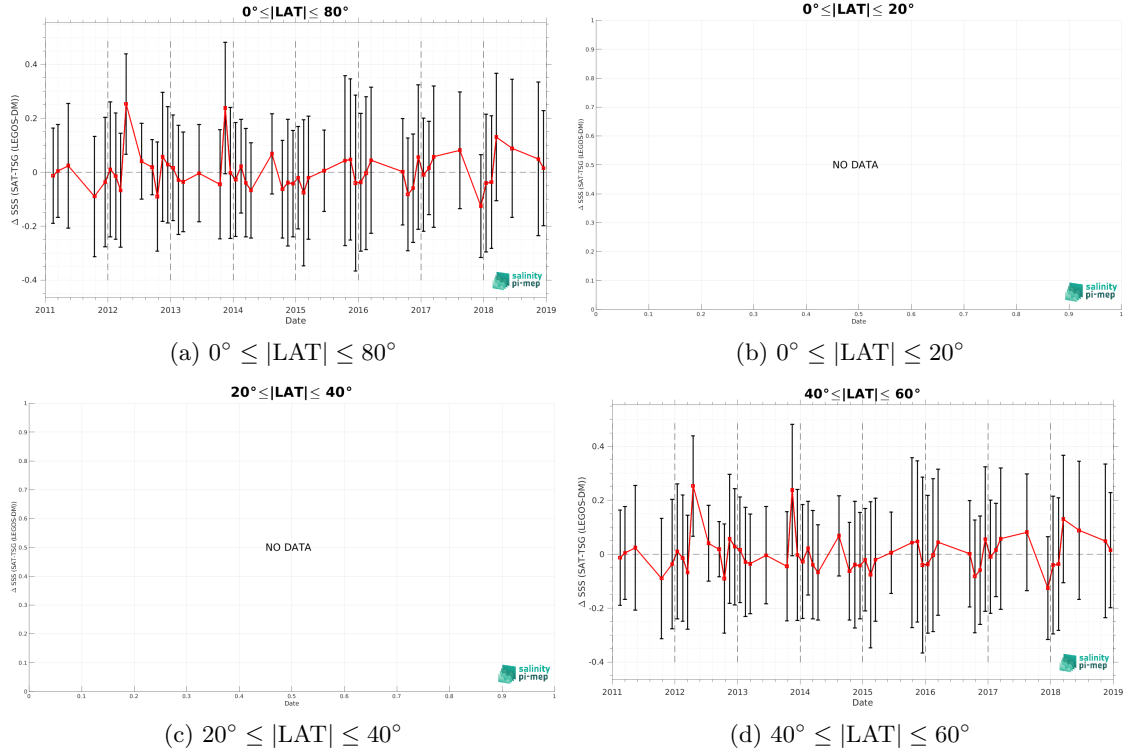 0°≤|LAT|≤ 80°
Δ SSS (SAT-TSG (LEGOS-DM))
0.4
0.2
0
-0.2
-0.4
2011 2012 2013 2014 2015 2016 2017 2018 2019
Date
salinity
pi-mep
(a) 0° ≤ |LAT| ≤ 80°
0°≤|LAT|≤ 20°
Δ SSS (SAT-TSG (LEGOS-DM))
1
0.9
0.8
0.7
0.6
0.5
0.4
0.3
0.2
0.1
0
NO DATA
0 0.1 0.2 0.3 0.4 0.5 0.6 0.7 0.8 0.9 1
Date
salinity
pi-mep
(b) 0° ≤ |LAT| ≤ 20°
20°≤|LAT|≤ 40°
Δ SSS (SAT-TSG (LEGOS-DM))
1
0.9
0.8
0.7
0.6
0.5
0.4
0.3
0.2
0.1
0
NO DATA
0 0.1 0.2 0.3 0.4 0.5 0.6 0.7 0.8 0.9 1
Date
salinity
pi-mep
(c) 20° ≤ |LAT| ≤ 40°
40°≤|LAT|≤ 60°
Δ SSS (SAT-TSG (LEGOS-DM))
0.4
0.2
0
-0.2
-0.4
2011 2012 2013 2014 2015 2016 2017 2018 2019
Date
salinity
pi-mep
(d) 40° ≤ |LAT| ≤ 60°